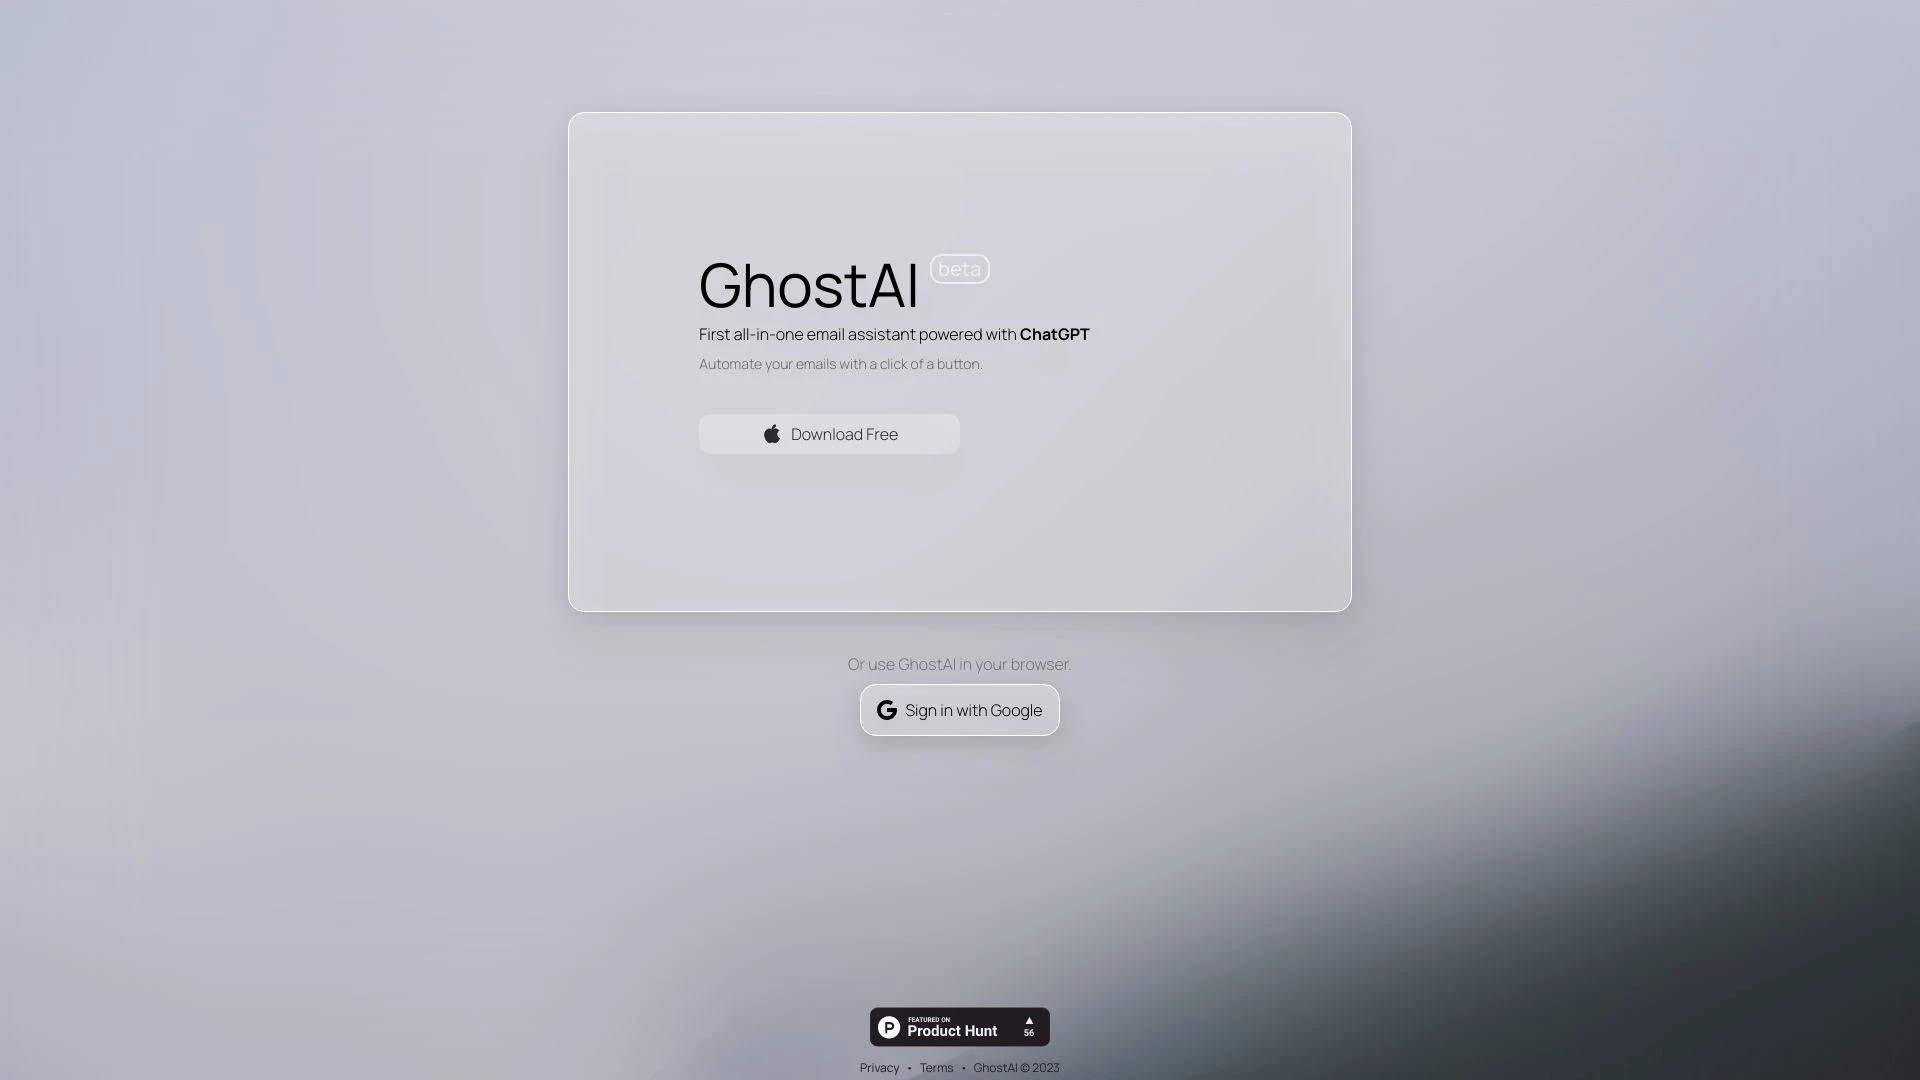 GhostAI beta
First all-in-one email assistant powered with ChatGPT
Automate your emails with a click of a button.
Download Free
Or use GhostAI in your browser.
Sign in with Google
FEATURED ON
Product Hunt
▲ 56
Privacy • Terms • GhostAI © 2023